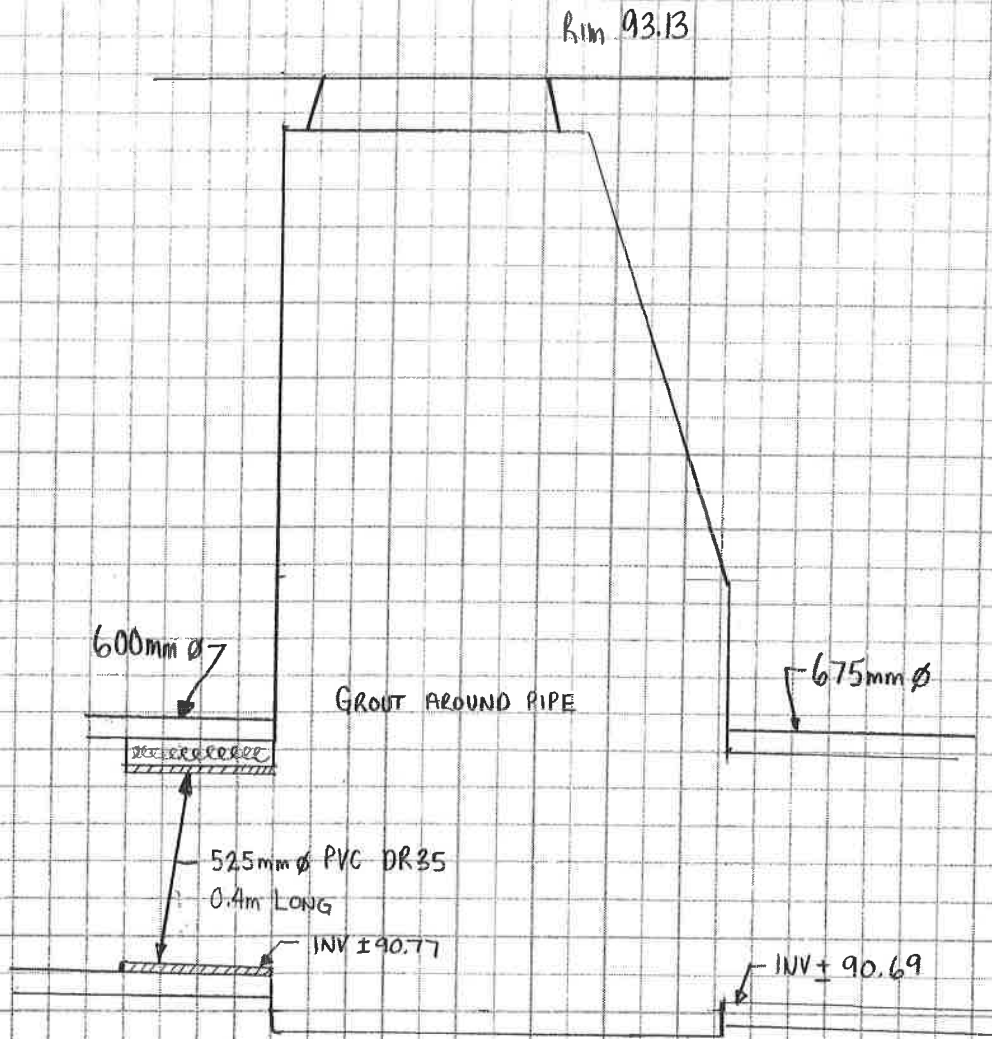 Rim 93.13
600mm ø
675mm ø
GROUT AROUND PIPE
525mm ø PVC DR35
0.4m LONG
INV ± 90.77
INV ± 90.69